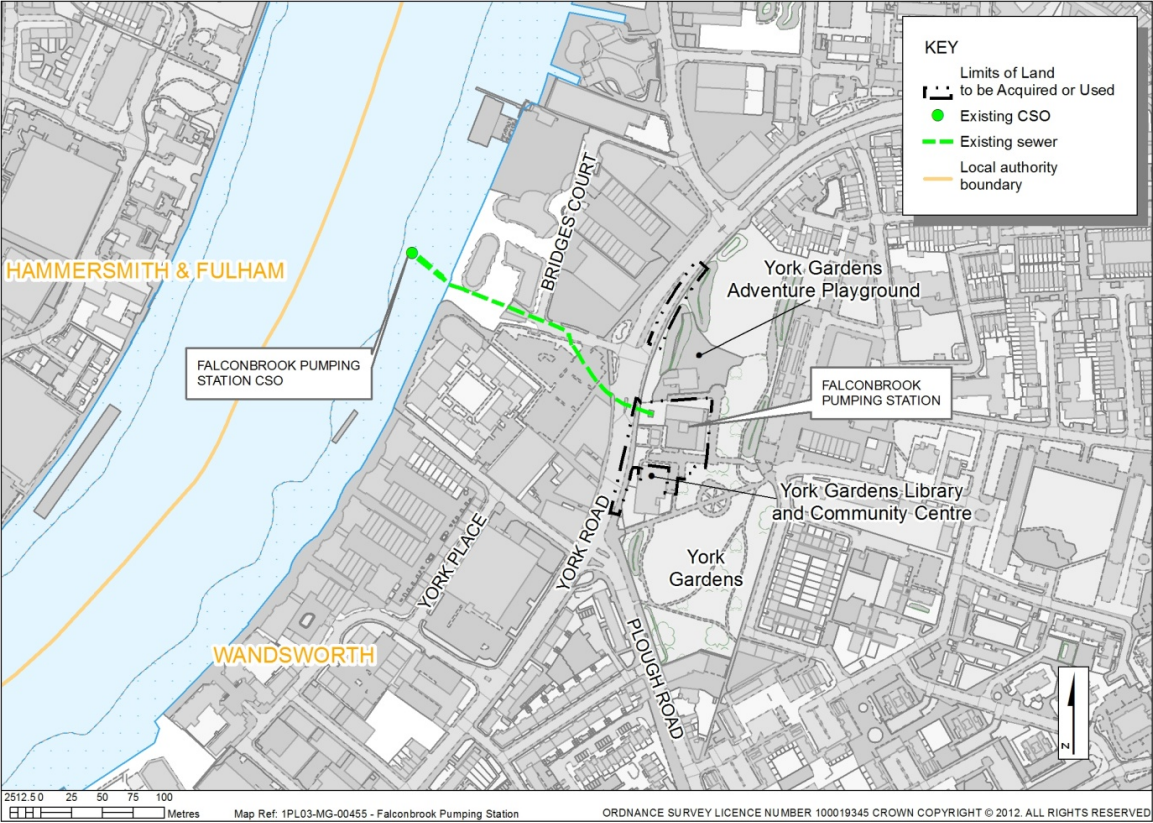 KEY
Limits of Land
to be Acquired or Used
Existing CSO
Existing sewer
Local authority
boundary
HAMMERSMITH & FULHAM
BRIDGES COURT
York Gardens
Adventure Playground
FALCONBROOK PUMPING
STATION CSO
FALCONBROOK
PUMPING STATION
York Gardens Library
and Community Centre
YORK PLACE
YORK ROAD
York
Gardens
WANDSWORTH
PLOUGH ROAD
N
2512.5 0 25 50 75 100
Metres
Map Ref: 1PL03-MG-00455 - Falconbrook Pumping Station
ORDNANCE SURVEY LICENCE NUMBER 100019345 CROWN COPYRIGHT © 2012. ALL RIGHTS RESERVED